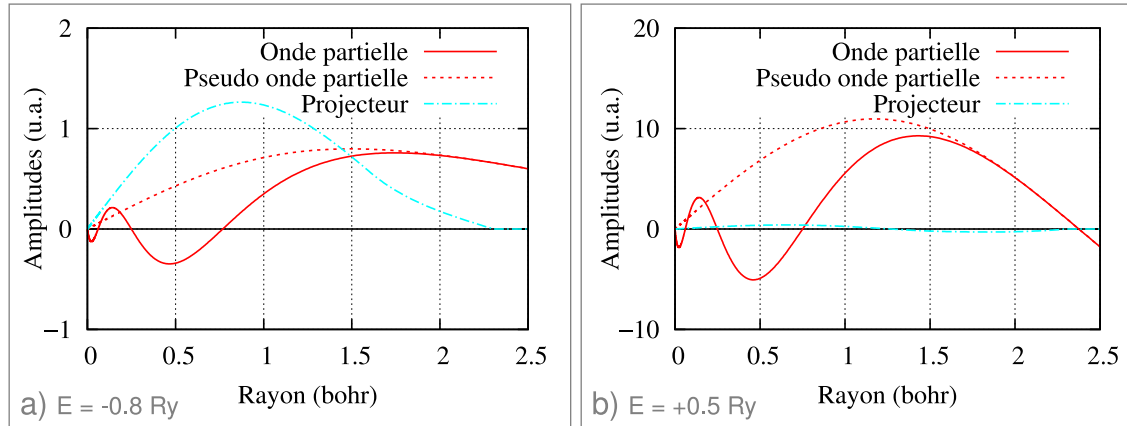 2
1
0
−1
Amplitudes (u.a.)
Onde partielle
Pseudo onde partielle
Projecteur
0
0.5
1
1.5
2
2.5
Rayon (bohr)
a) E = -0.8 Ry
20
10
0
−10
Amplitudes (u.a.)
Onde partielle
Pseudo onde partielle
Projecteur
0
0.5
1
1.5
2
2.5
Rayon (bohr)
b) E = +0.5 Ry